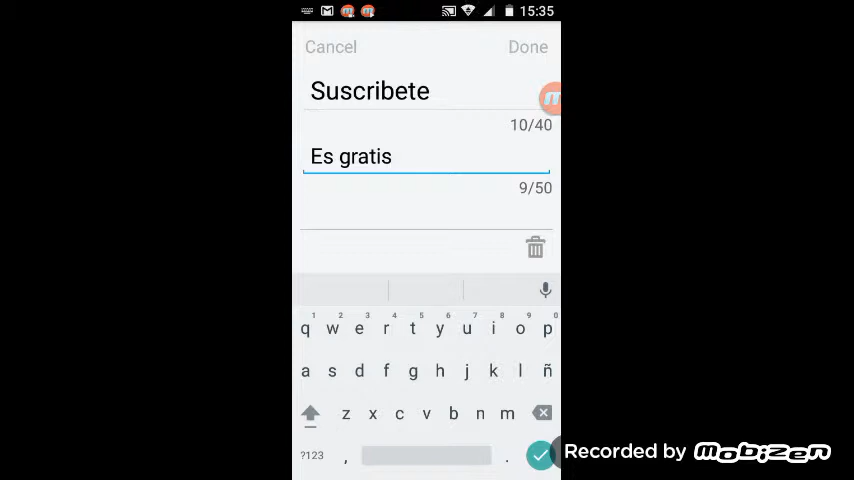 15:35
Cancel Done
Suscribete
10/40
Es gratis
9/50
1 2 3 4 5 6 7 8 9 0
q w e r t y u i o p
a s d f g h j k l ñ
z x c v b n m
?123 , .
Recorded by mobizen